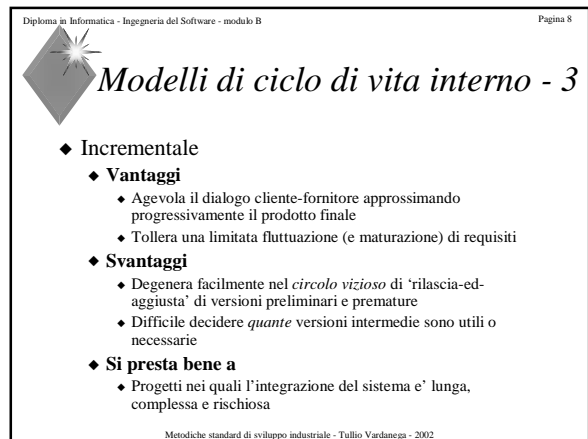 Diploma in Informatica - Ingegneria del Software - modulo B
Pagina 8
Modelli di ciclo di vita interno - 3
◆ Incrementale
◆ Vantaggi
◆ Agevola il dialogo cliente-fornitore approssimando
progressivamente il prodotto finale
◆ Tollera una limitata fluttuazione (e maturazione) di requisiti
◆ Svantaggi
◆ Degenera facilmente nel circolo vizioso di ‘rilascia-ed-
aggiusta’ di versioni preliminari e premature
◆ Difficile decidere quante versioni intermedie sono utili o
necessarie
◆ Si presta bene a
◆ Progetti nei quali l’integrazione del sistema e’ lunga,
complessa e rischiosa
Metodiche standard di sviluppo industriale - Tullio Vardanega - 2002